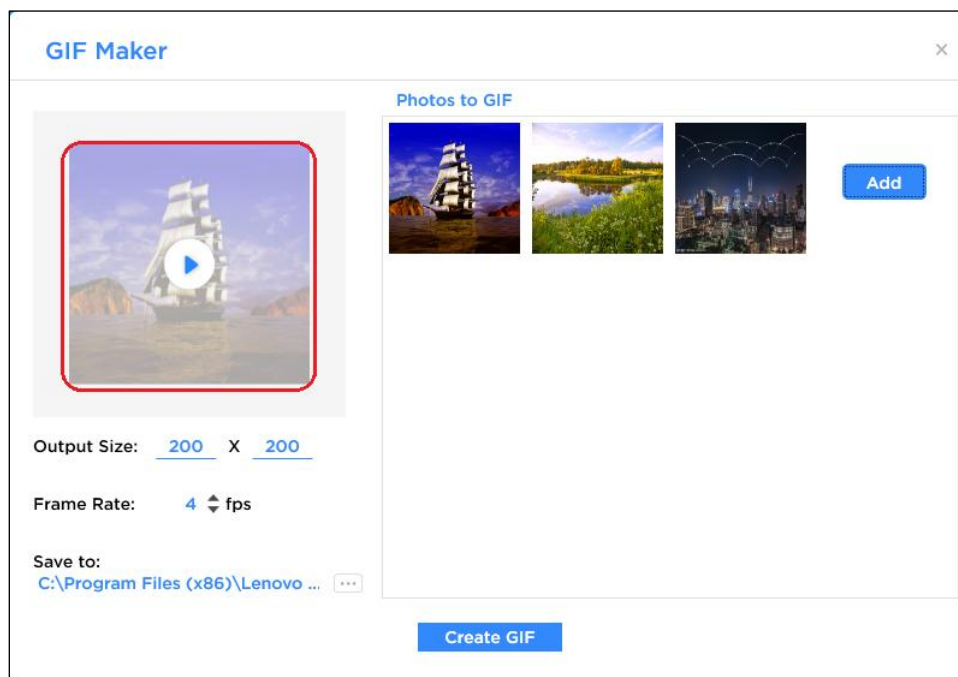 GIF Maker
Photos to GIF
Add
Output Size: 200 X 200
Frame Rate: 4 fps
Save to:
C:\Program Files (x86)\Lenovo ... ...
Create GIF